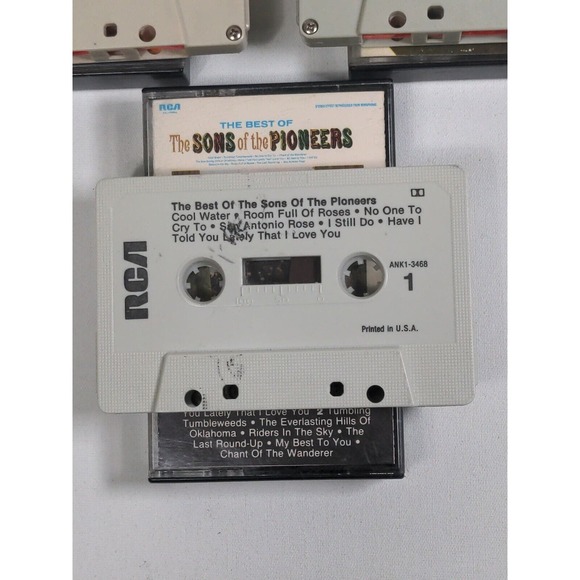 RCA
THE BEST OF
The SONS of the PIONEERS
The Best Of The Sons Of The Pioneers
Cool Water • Room Full Of Roses • No One To
Cry To • San Antonio Rose • I Still Do • Have I
Told You Lately That I Love You
RCA
ANK1-3468
1
Printed in U.S.A.
You Lately That I Love You 2 Tumbling
Tumbleweeds • The Everlasting Hills Of
Oklahoma • Riders In The Sky • The
Last Round-Up • My Best To You •
Chant Of The Wanderer